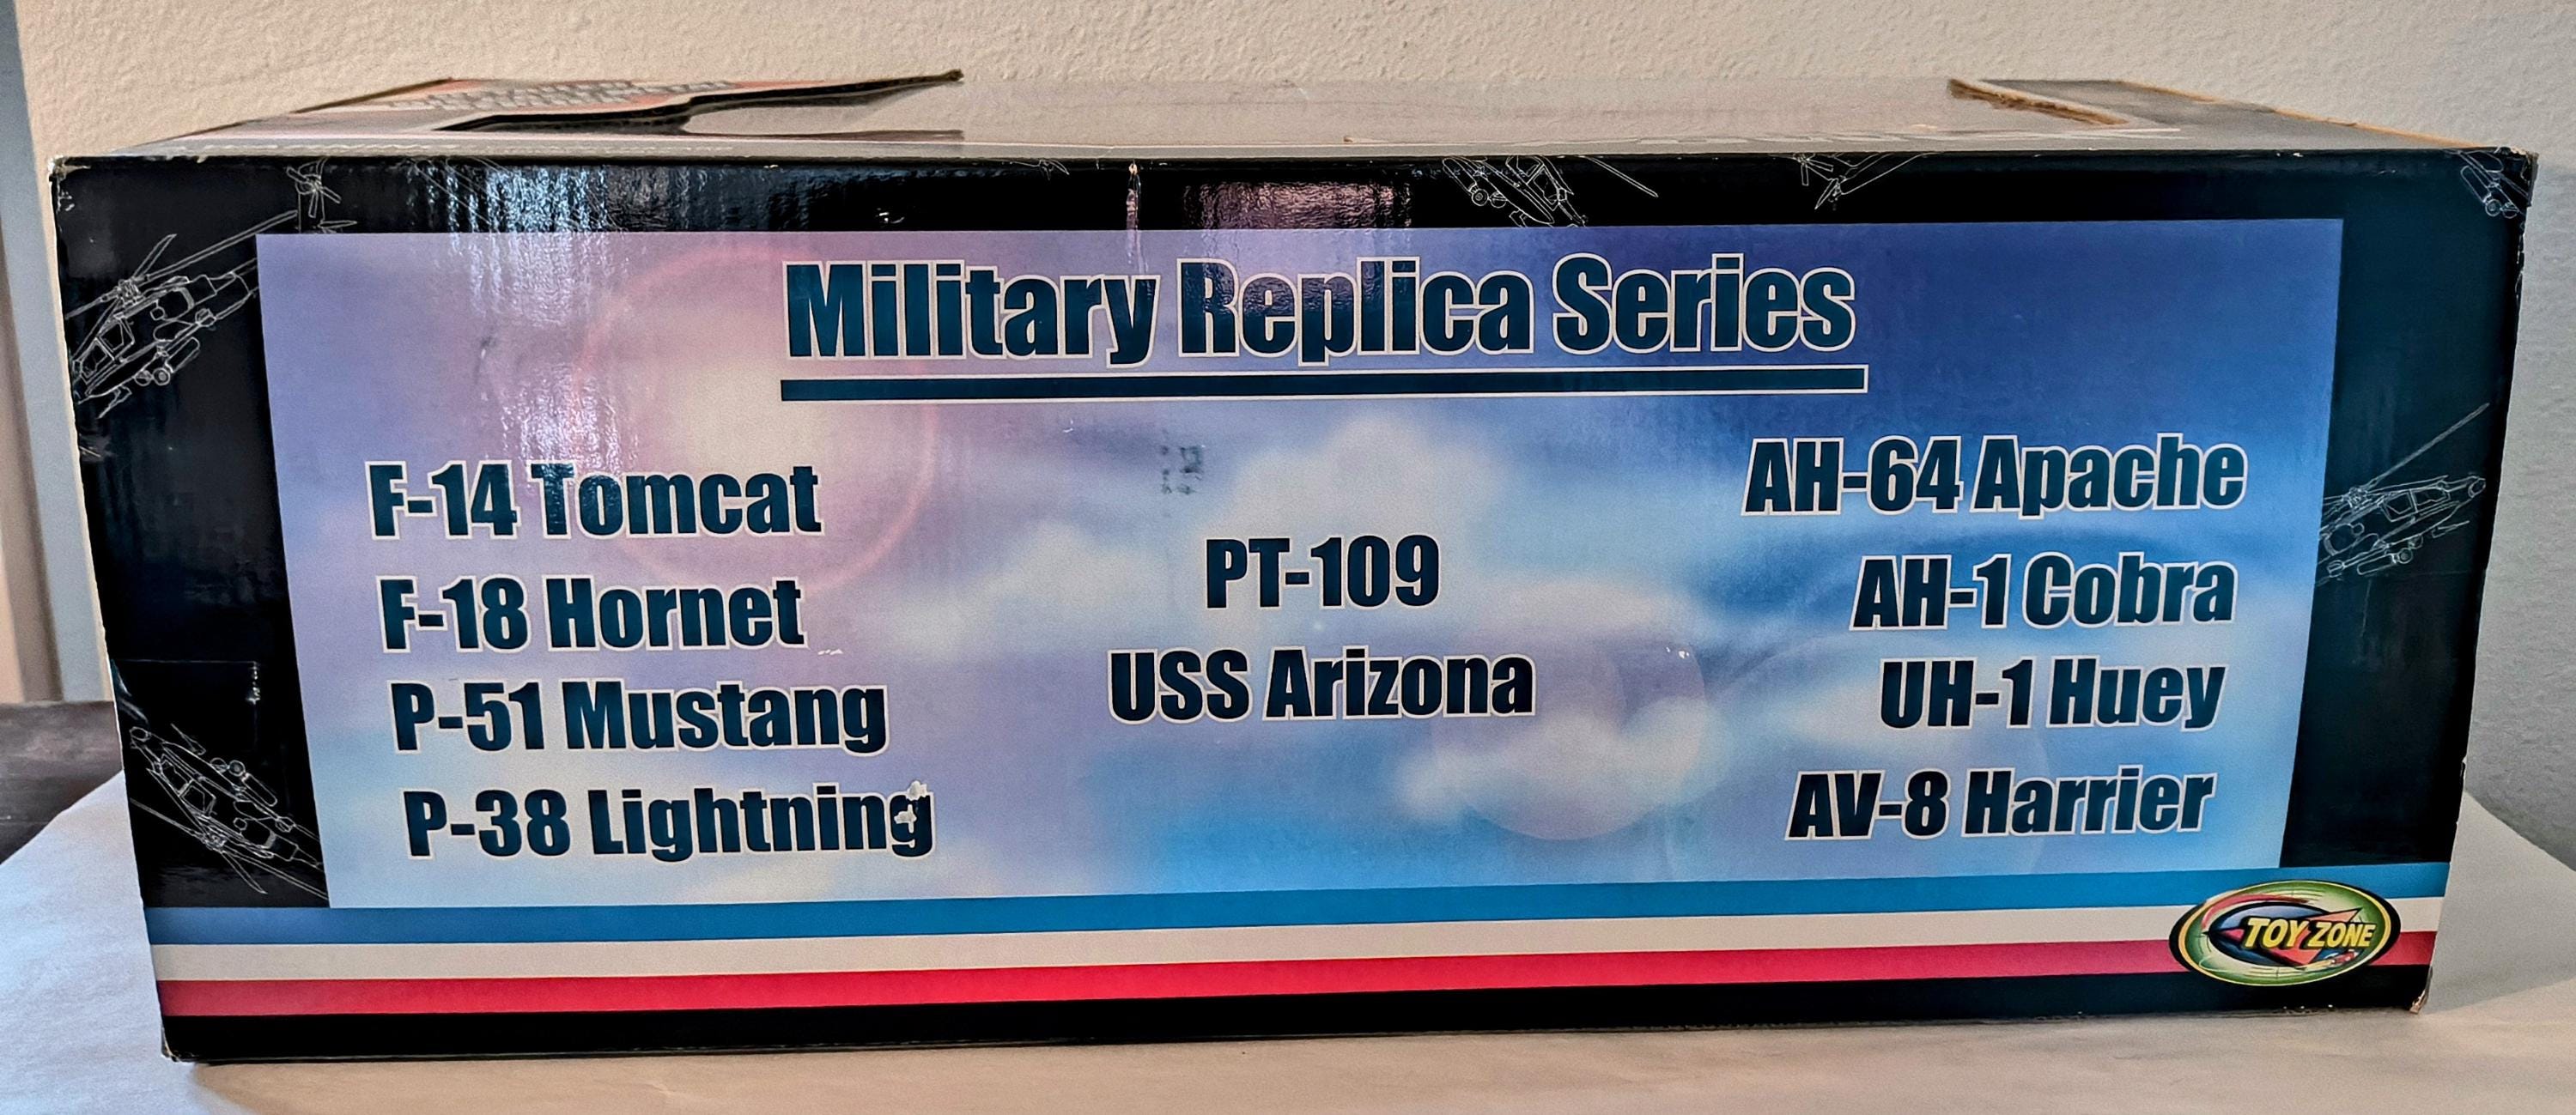 Military Replica Series
F-14 Tomcat
F-18 Hornet
P-51 Mustang
P-38 Lightning
PT-109
USS Arizona
AH-64 Apache
AH-1 Cobra
UH-1 Huey
AV-8 Harrier
TOY ZONE